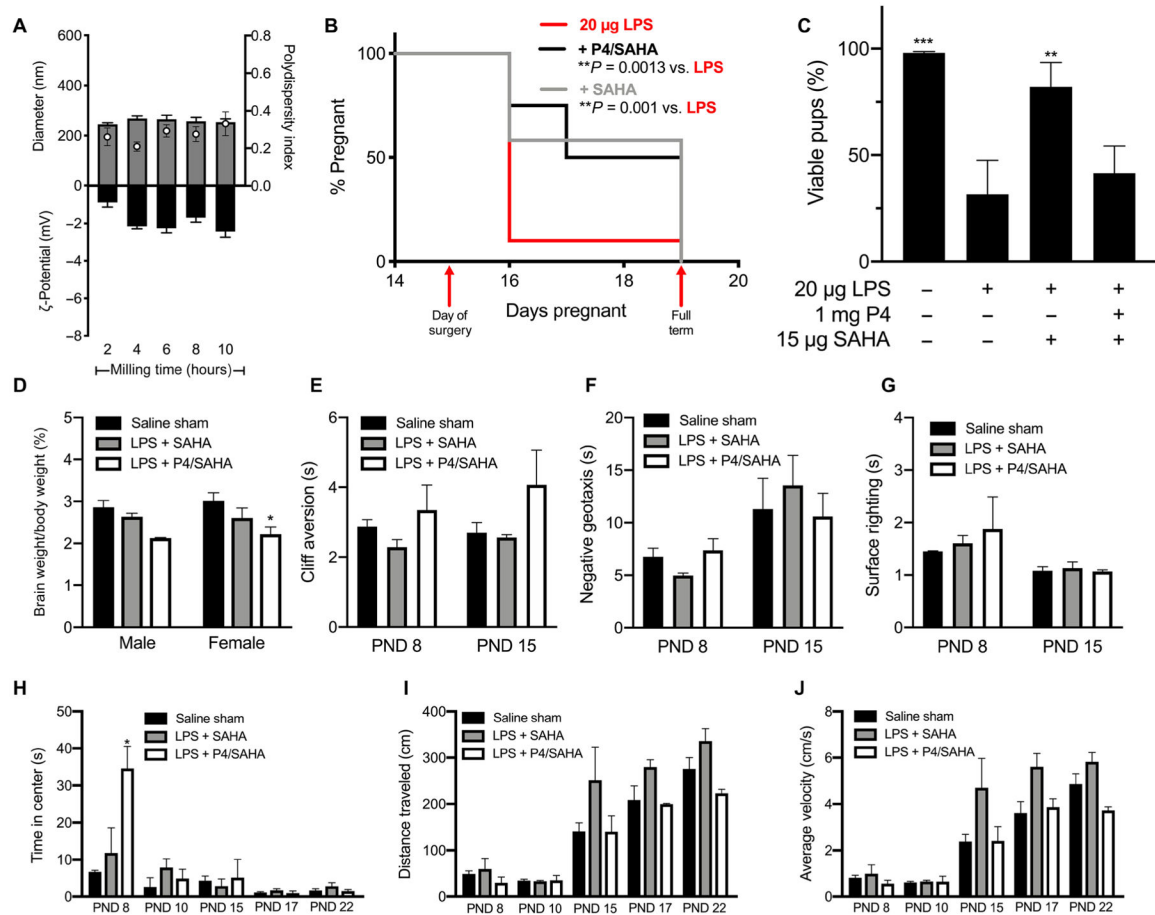 A
Diameter (nm)
600
400
200
0
Polydispersity index
0.8
0.6
0.4
0.2
0.0
ζ-Potential (mV)
–2
–4
–6
–8
2 4 6 8 10
Milling time (hours)
B
20 µg LPS
+ P4/SAHA
**P = 0.0013 vs. LPS
+ SAHA
**P = 0.001 vs. LPS
% Pregnant
100
50
0
14 16 18 20
Days pregnant
Day of
surgery
Full
term
C
Viable pups (%)
100
50
0
*** **
20 µg LPS – + + +
1 mg P4 – – – +
15 µg SAHA – – + +
D
Brain weight/body weight (%)
5
4
3
2
1
0
Saline sham
LPS + SAHA
LPS + P4/SAHA
*
Male Female
E
Cliff aversion (s)
6
4
2
0
Saline sham
LPS + SAHA
LPS + P4/SAHA
PND 8 PND 15
F
Negative geotaxis (s)
20
15
10
5
0
Saline sham
LPS + SAHA
LPS + P4/SAHA
PND 8 PND 15
G
Surface righting (s)
4
3
2
1
0
Saline sham
LPS + SAHA
LPS + P4/SAHA
PND 8 PND 15
H
Time in center (s)
50
40
30
20
10
0
Saline sham
LPS + SAHA
LPS + P4/SAHA
*
PND 8 PND 10 PND 15 PND 17 PND 22
I
Distance traveled (cm)
400
300
200
100
0
Saline sham
LPS + SAHA
LPS + P4/SAHA
PND 8 PND 10 PND 15 PND 17 PND 22
J
Average velocity (cm/s)
8
6
4
2
0
Saline sham
LPS + SAHA
LPS + P4/SAHA
PND 8 PND 10 PND 15 PND 17 PND 22